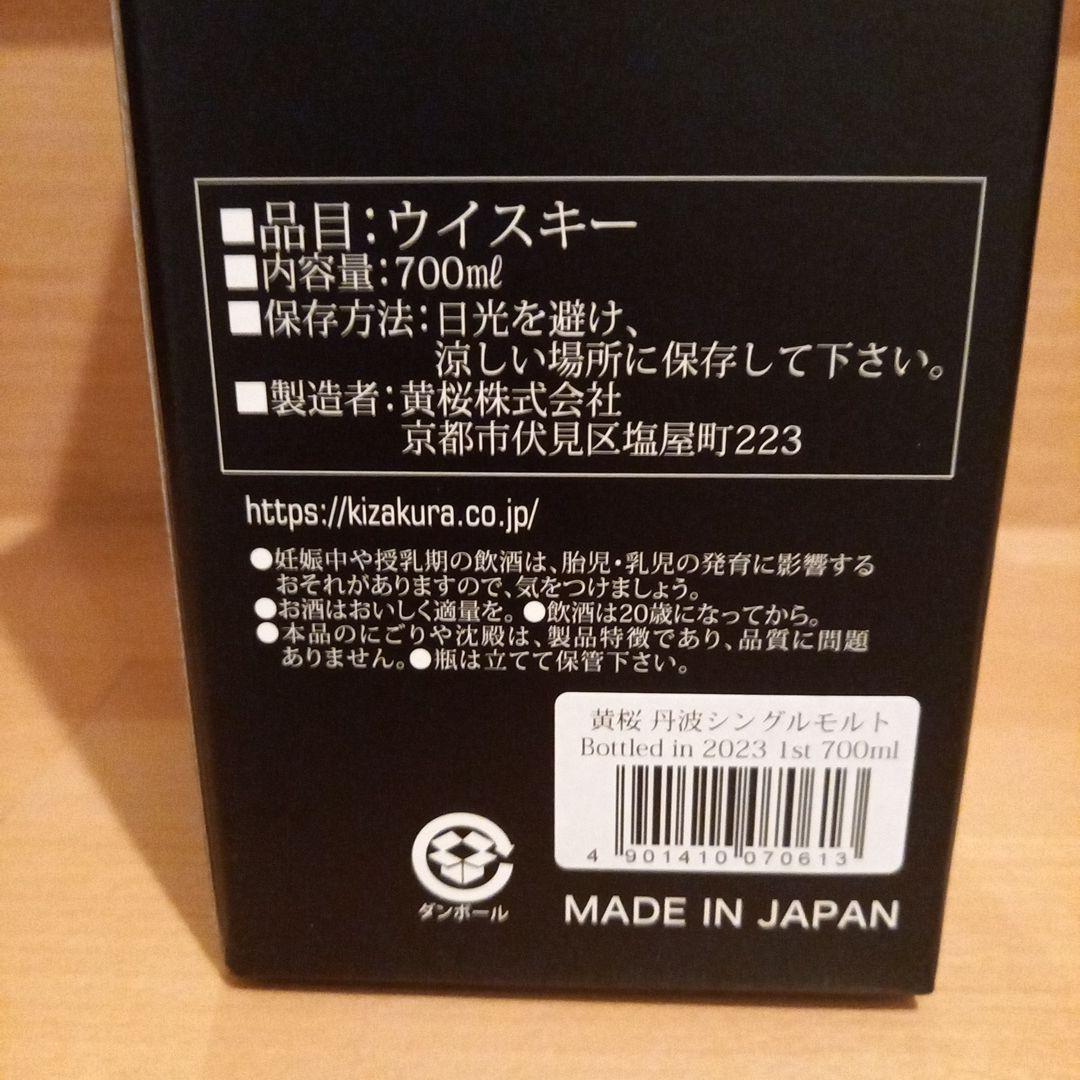 ■品目：ウイスキー
■内容量：700mℓ
■保存方法：日光を避け、
涼しい場所に保存して下さい。
■製造者：黄桜株式会社
京都市伏見区塩屋町223
https://kizakura.co.jp/
●妊娠中や授乳期の飲酒は、胎児・乳児の発育に影響する
おそれがありますので、気をつけましょう。
●お酒はおいしく適量を。●飲酒は20歳になってから。
●本品のにごりや沈殿は、製品特徴であり、品質に問題
ありません。●瓶は立てて保管下さい。
黄桜 丹波シングルモルト
Bottled in 2023 1st 700ml
4 901410 070613
ダンボール
MADE IN JAPAN